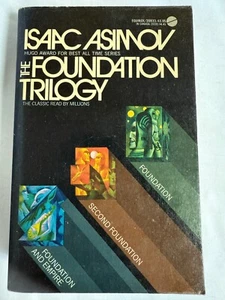 ISAAC ASIMOV
HUGO AWARD FOR BEST ALL TIME SERIES
THE
FOUNDATION
TRILOGY
THE CLASSIC READ BY MILLIONS
FOUNDATION
SECOND FOUNDATION
FOUNDATION
AND EMPIRE